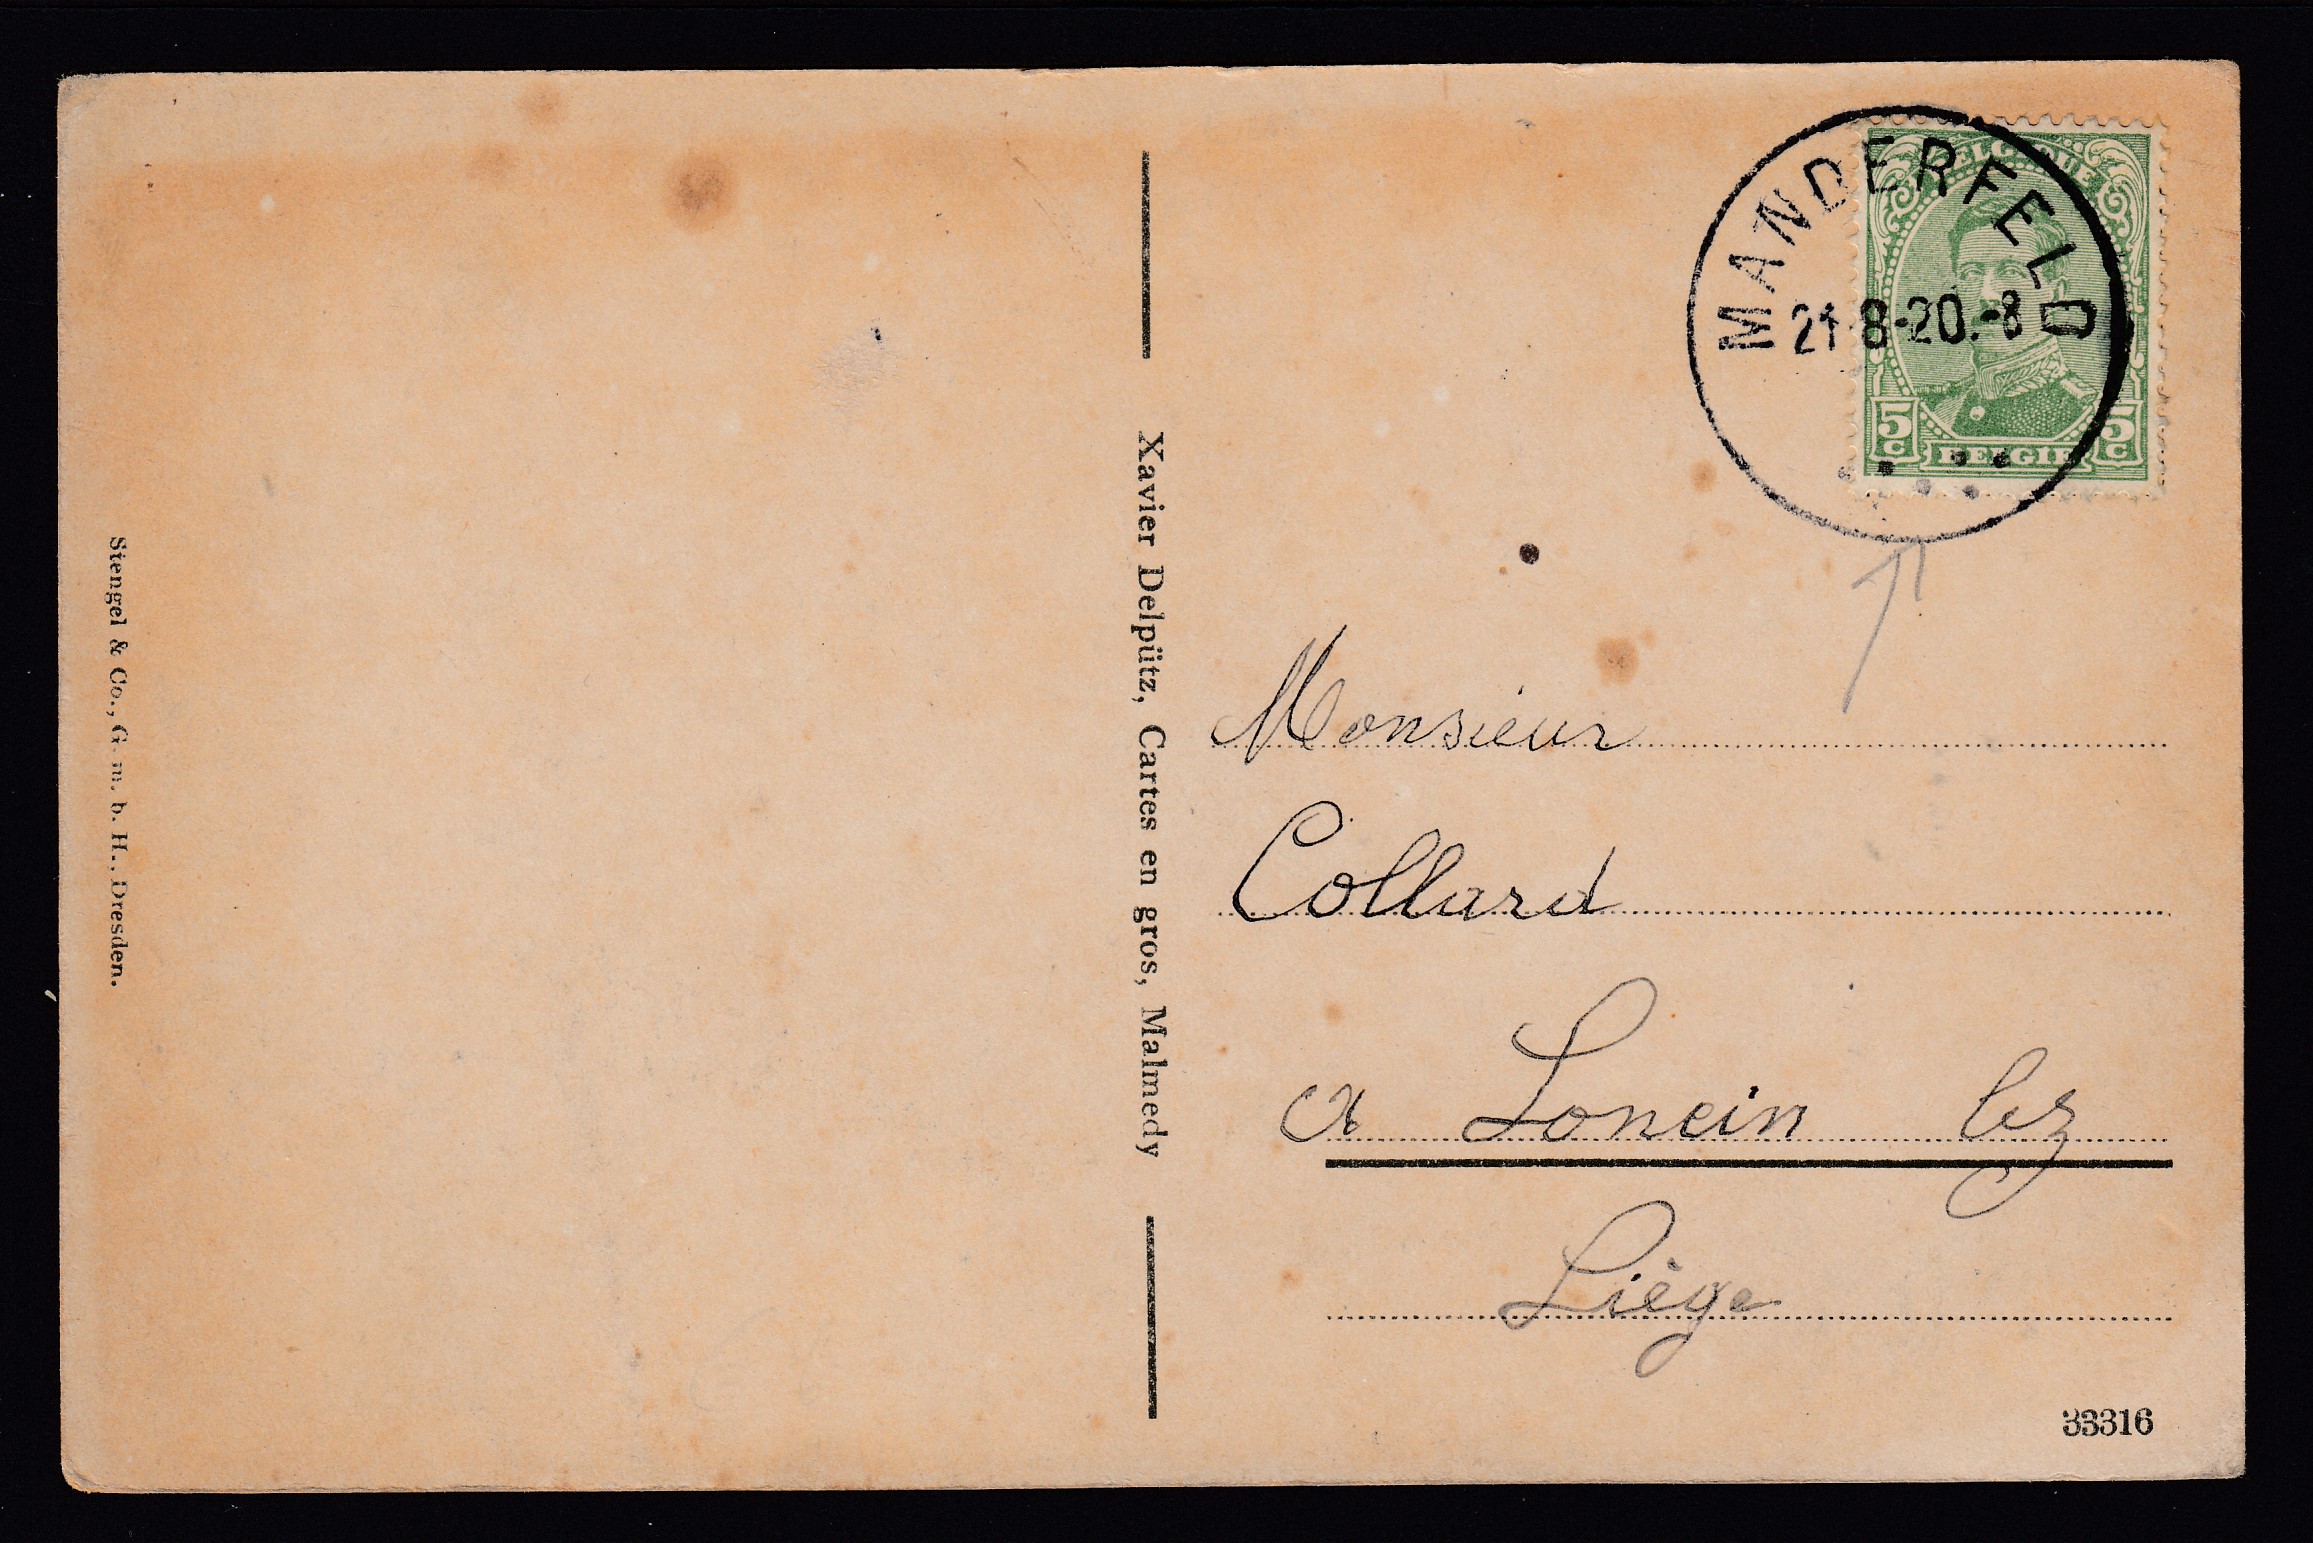 BELGIQUE
MANDERFELD
21-8-20.-8
5c BELGIE 5c
Monsieur
Collard
à Loncin lez
Liège
Xavier Delpütz, Cartes en gros, Malmedy
Stengel & Co., G. m. b. H., Dresden.
33316